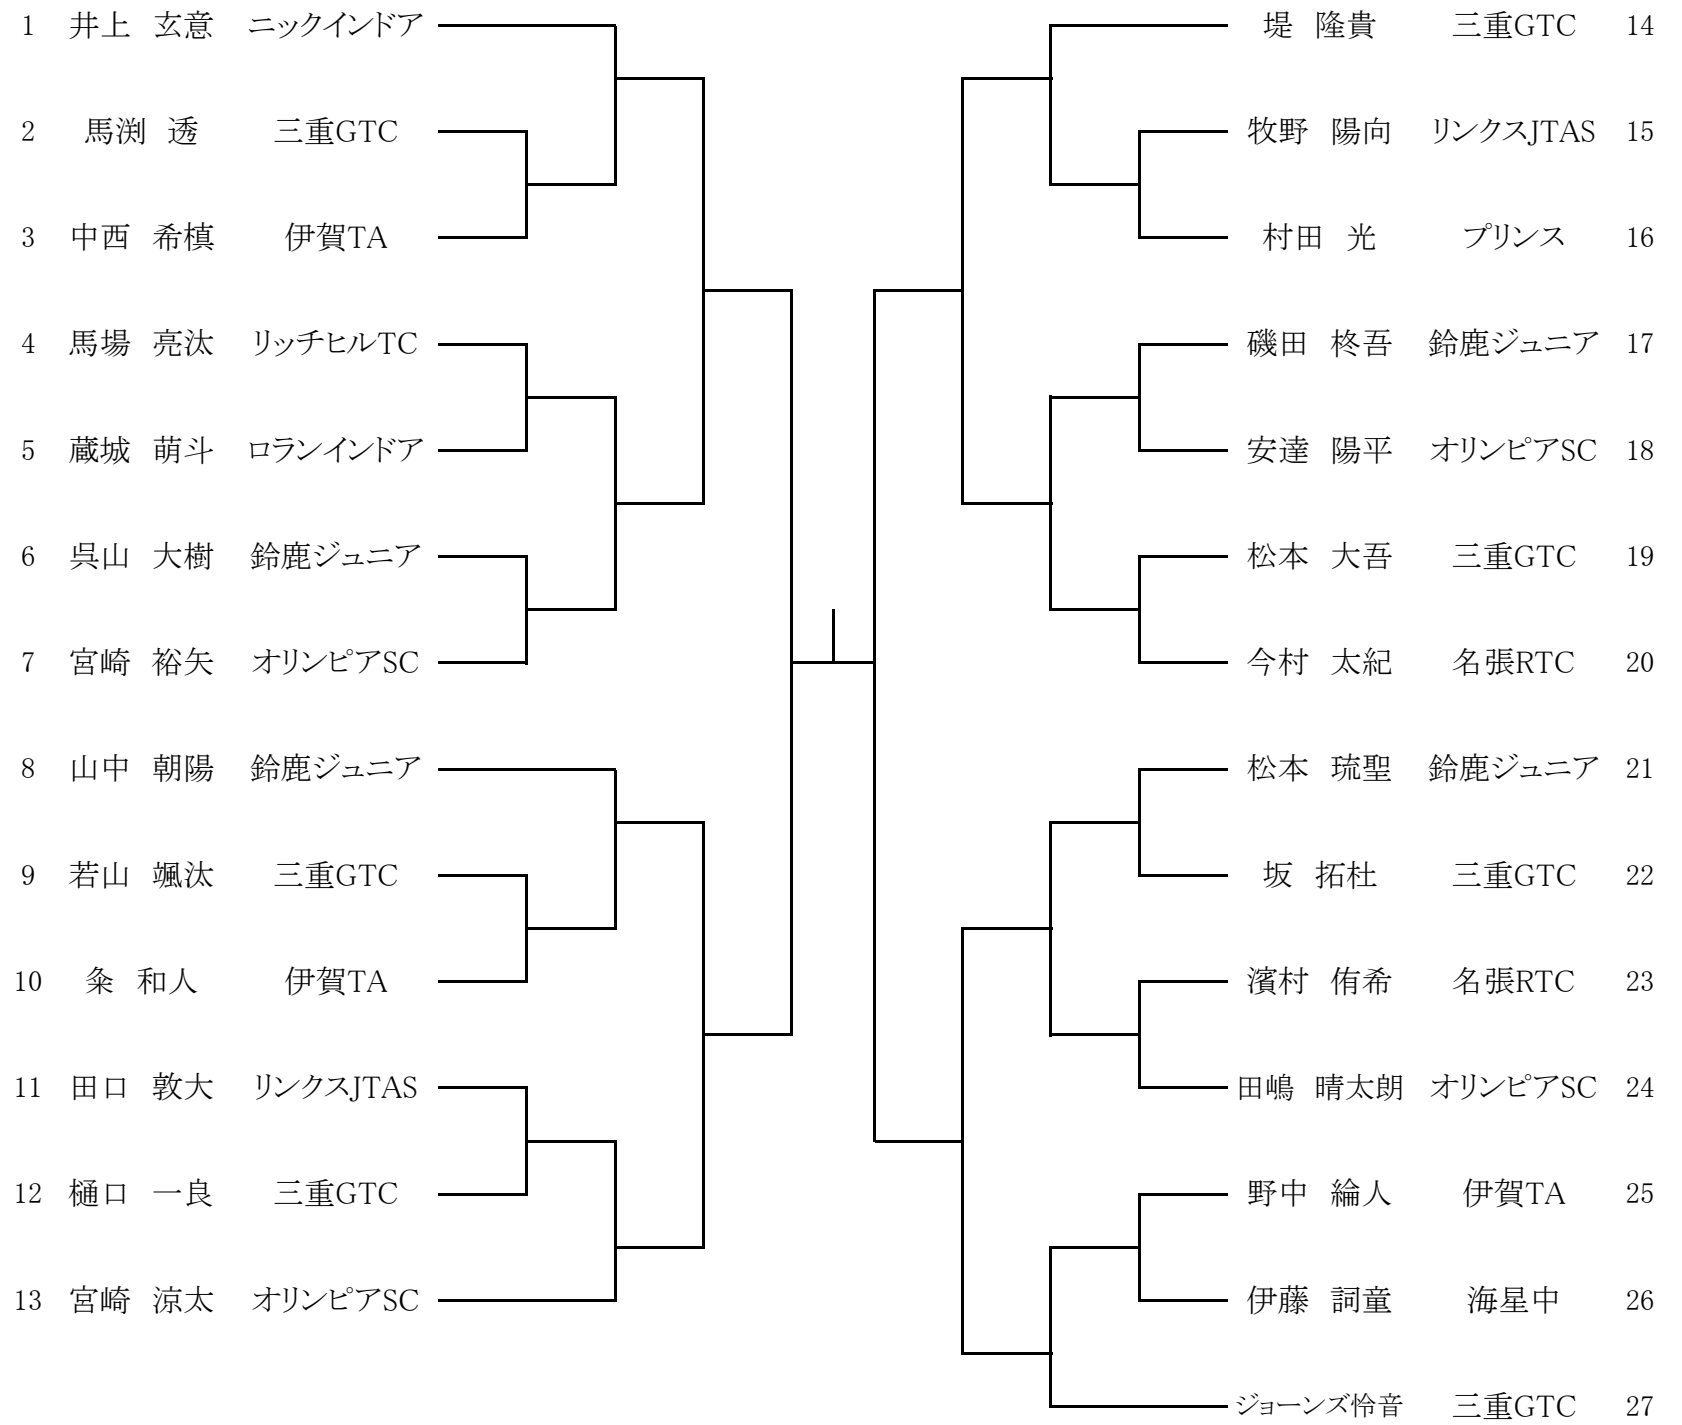 1 井上 玄意 ニックインドア
2 馬渕 透 三重GTC
3 中西 希槙 伊賀TA
4 馬場 亮汰 リッチヒルTC
5 蔵城 萌斗 ロランインドア
6 呉山 大樹 鈴鹿ジュニア
7 宮崎 裕矢 オリンピアSC
8 山中 朝陽 鈴鹿ジュニア
9 若山 颯汰 三重GTC
10 粂 和人 伊賀TA
11 田口 敦大 リンクスJTAS
12 樋口 一良 三重GTC
13 宮崎 涼太 オリンピアSC
堤 隆貴 三重GTC 14
牧野 陽向 リンクスJTAS 15
村田 光 プリンス 16
磯田 柊吾 鈴鹿ジュニア 17
安達 陽平 オリンピアSC 18
松本 大吾 三重GTC 19
今村 太紀 名張RTC 20
松本 琉聖 鈴鹿ジュニア 21
坂 拓杜 三重GTC 22
濱村 侑希 名張RTC 23
田嶋 晴太朗 オリンピアSC 24
野中 綸人 伊賀TA 25
伊藤 詞童 海星中 26
ジョーンズ怜音 三重GTC 27